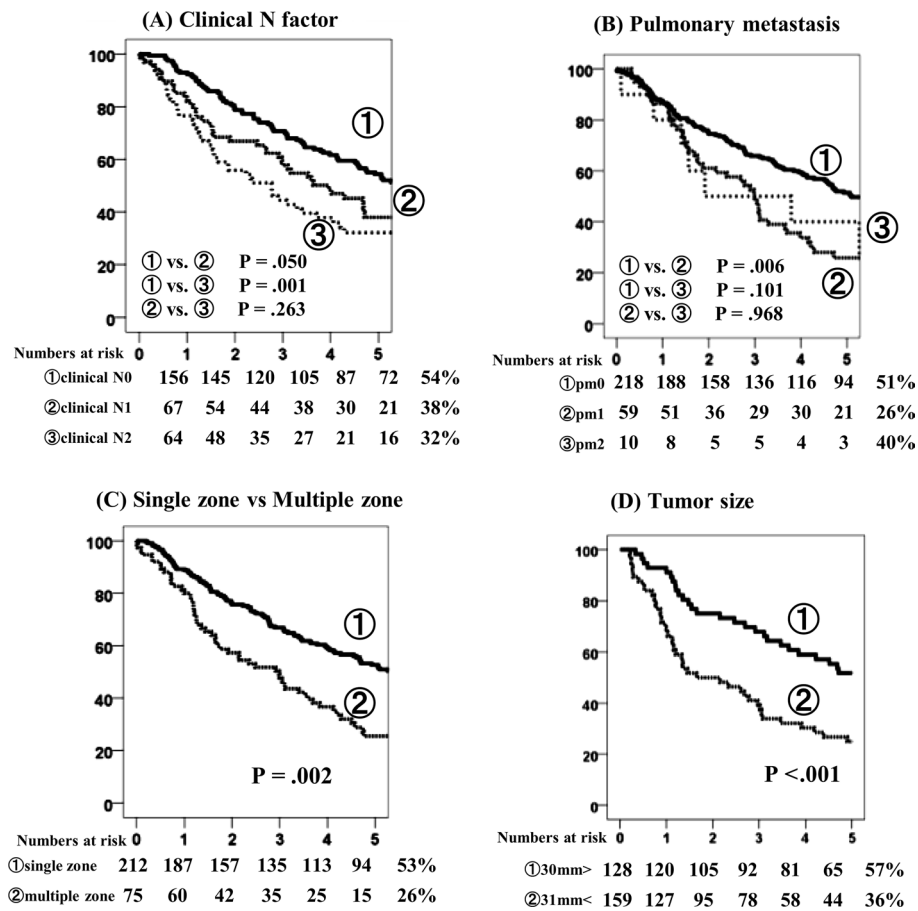 (A) Clinical N factor
100
80
60
40
20
0
①
②
③
① vs. ② P = .050
① vs. ③ P = .001
② vs. ③ P = .263
Numbers at risk 0 1 2 3 4 5
①clinical N0 156 145 120 105 87 72 54%
②clinical N1 67 54 44 38 30 21 38%
③clinical N2 64 48 35 27 21 16 32%
(B) Pulmonary metastasis
100
80
60
40
20
0
①
③
②
① vs. ② P = .006
① vs. ③ P = .101
② vs. ③ P = .968
Numbers at risk 0 1 2 3 4 5
①pm0 218 188 158 136 116 94 51%
②pm1 59 51 36 29 30 21 26%
③pm2 10 8 5 5 4 3 40%
(C) Single zone vs Multiple zone
100
80
60
40
20
0
①
②
P = .002
Numbers at risk 0 1 2 3 4 5
①single zone 212 187 157 135 113 94 53%
②multiple zone 75 60 42 35 25 15 26%
(D) Tumor size
100
80
60
40
20
0
①
②
P <.001
Numbers at risk 0 1 2 3 4 5
①30mm> 128 120 105 92 81 65 57%
②31mm< 159 127 95 78 58 44 36%